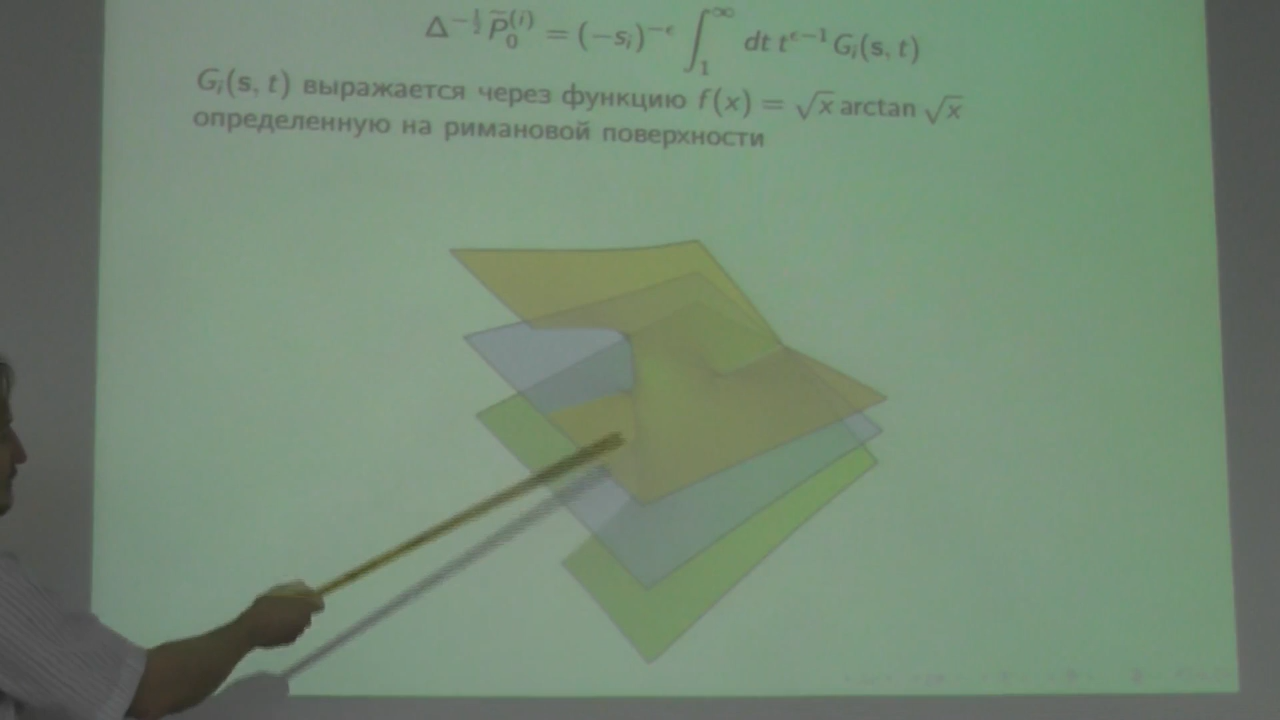 Δ^{-1/2} P̃_0^{(i)} = (−s_i)^{−ϵ} ∫_1^∞ dt t^{ϵ−1} G_i(s, t)
G_i(s, t) выражается через функцию f(x) = √x arctan √x
определенную на римановой поверхности